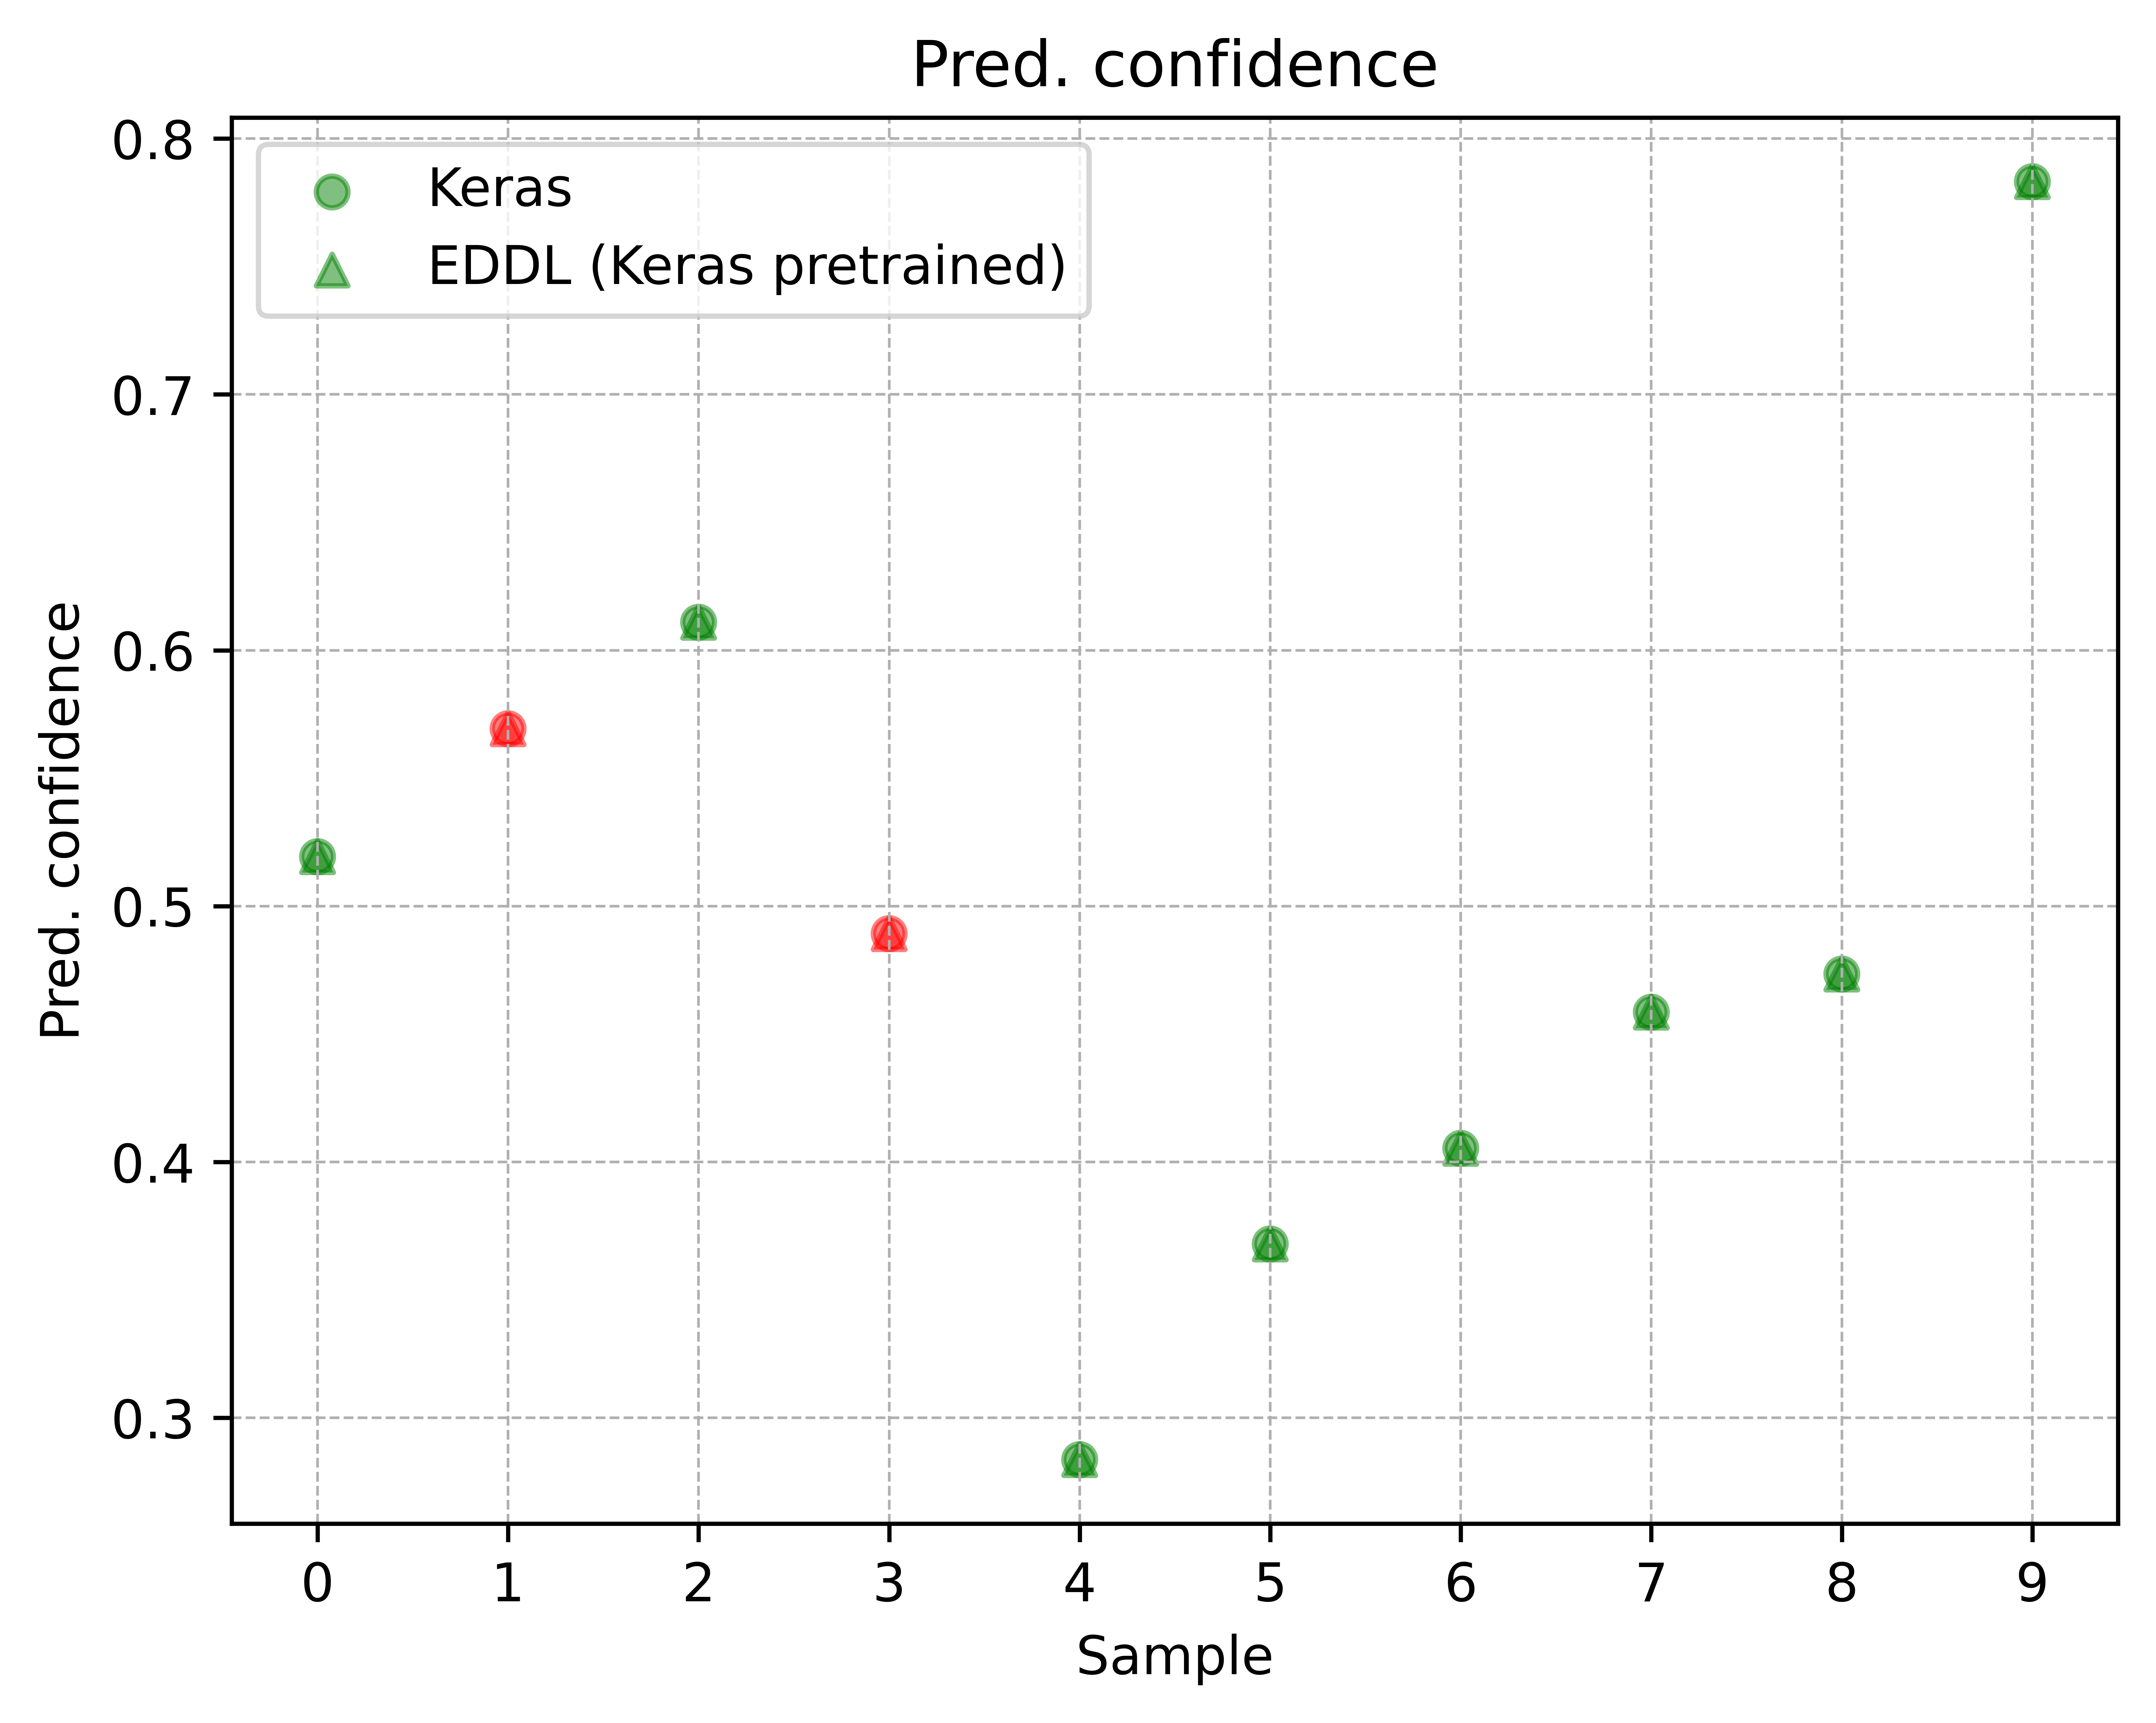 Pred. confidence
Keras
EDDL (Keras pretrained)
Pred. confidence
0.8
0.7
0.6
0.5
0.4
0.3
0 1 2 3 4 5 6 7 8 9
Sample